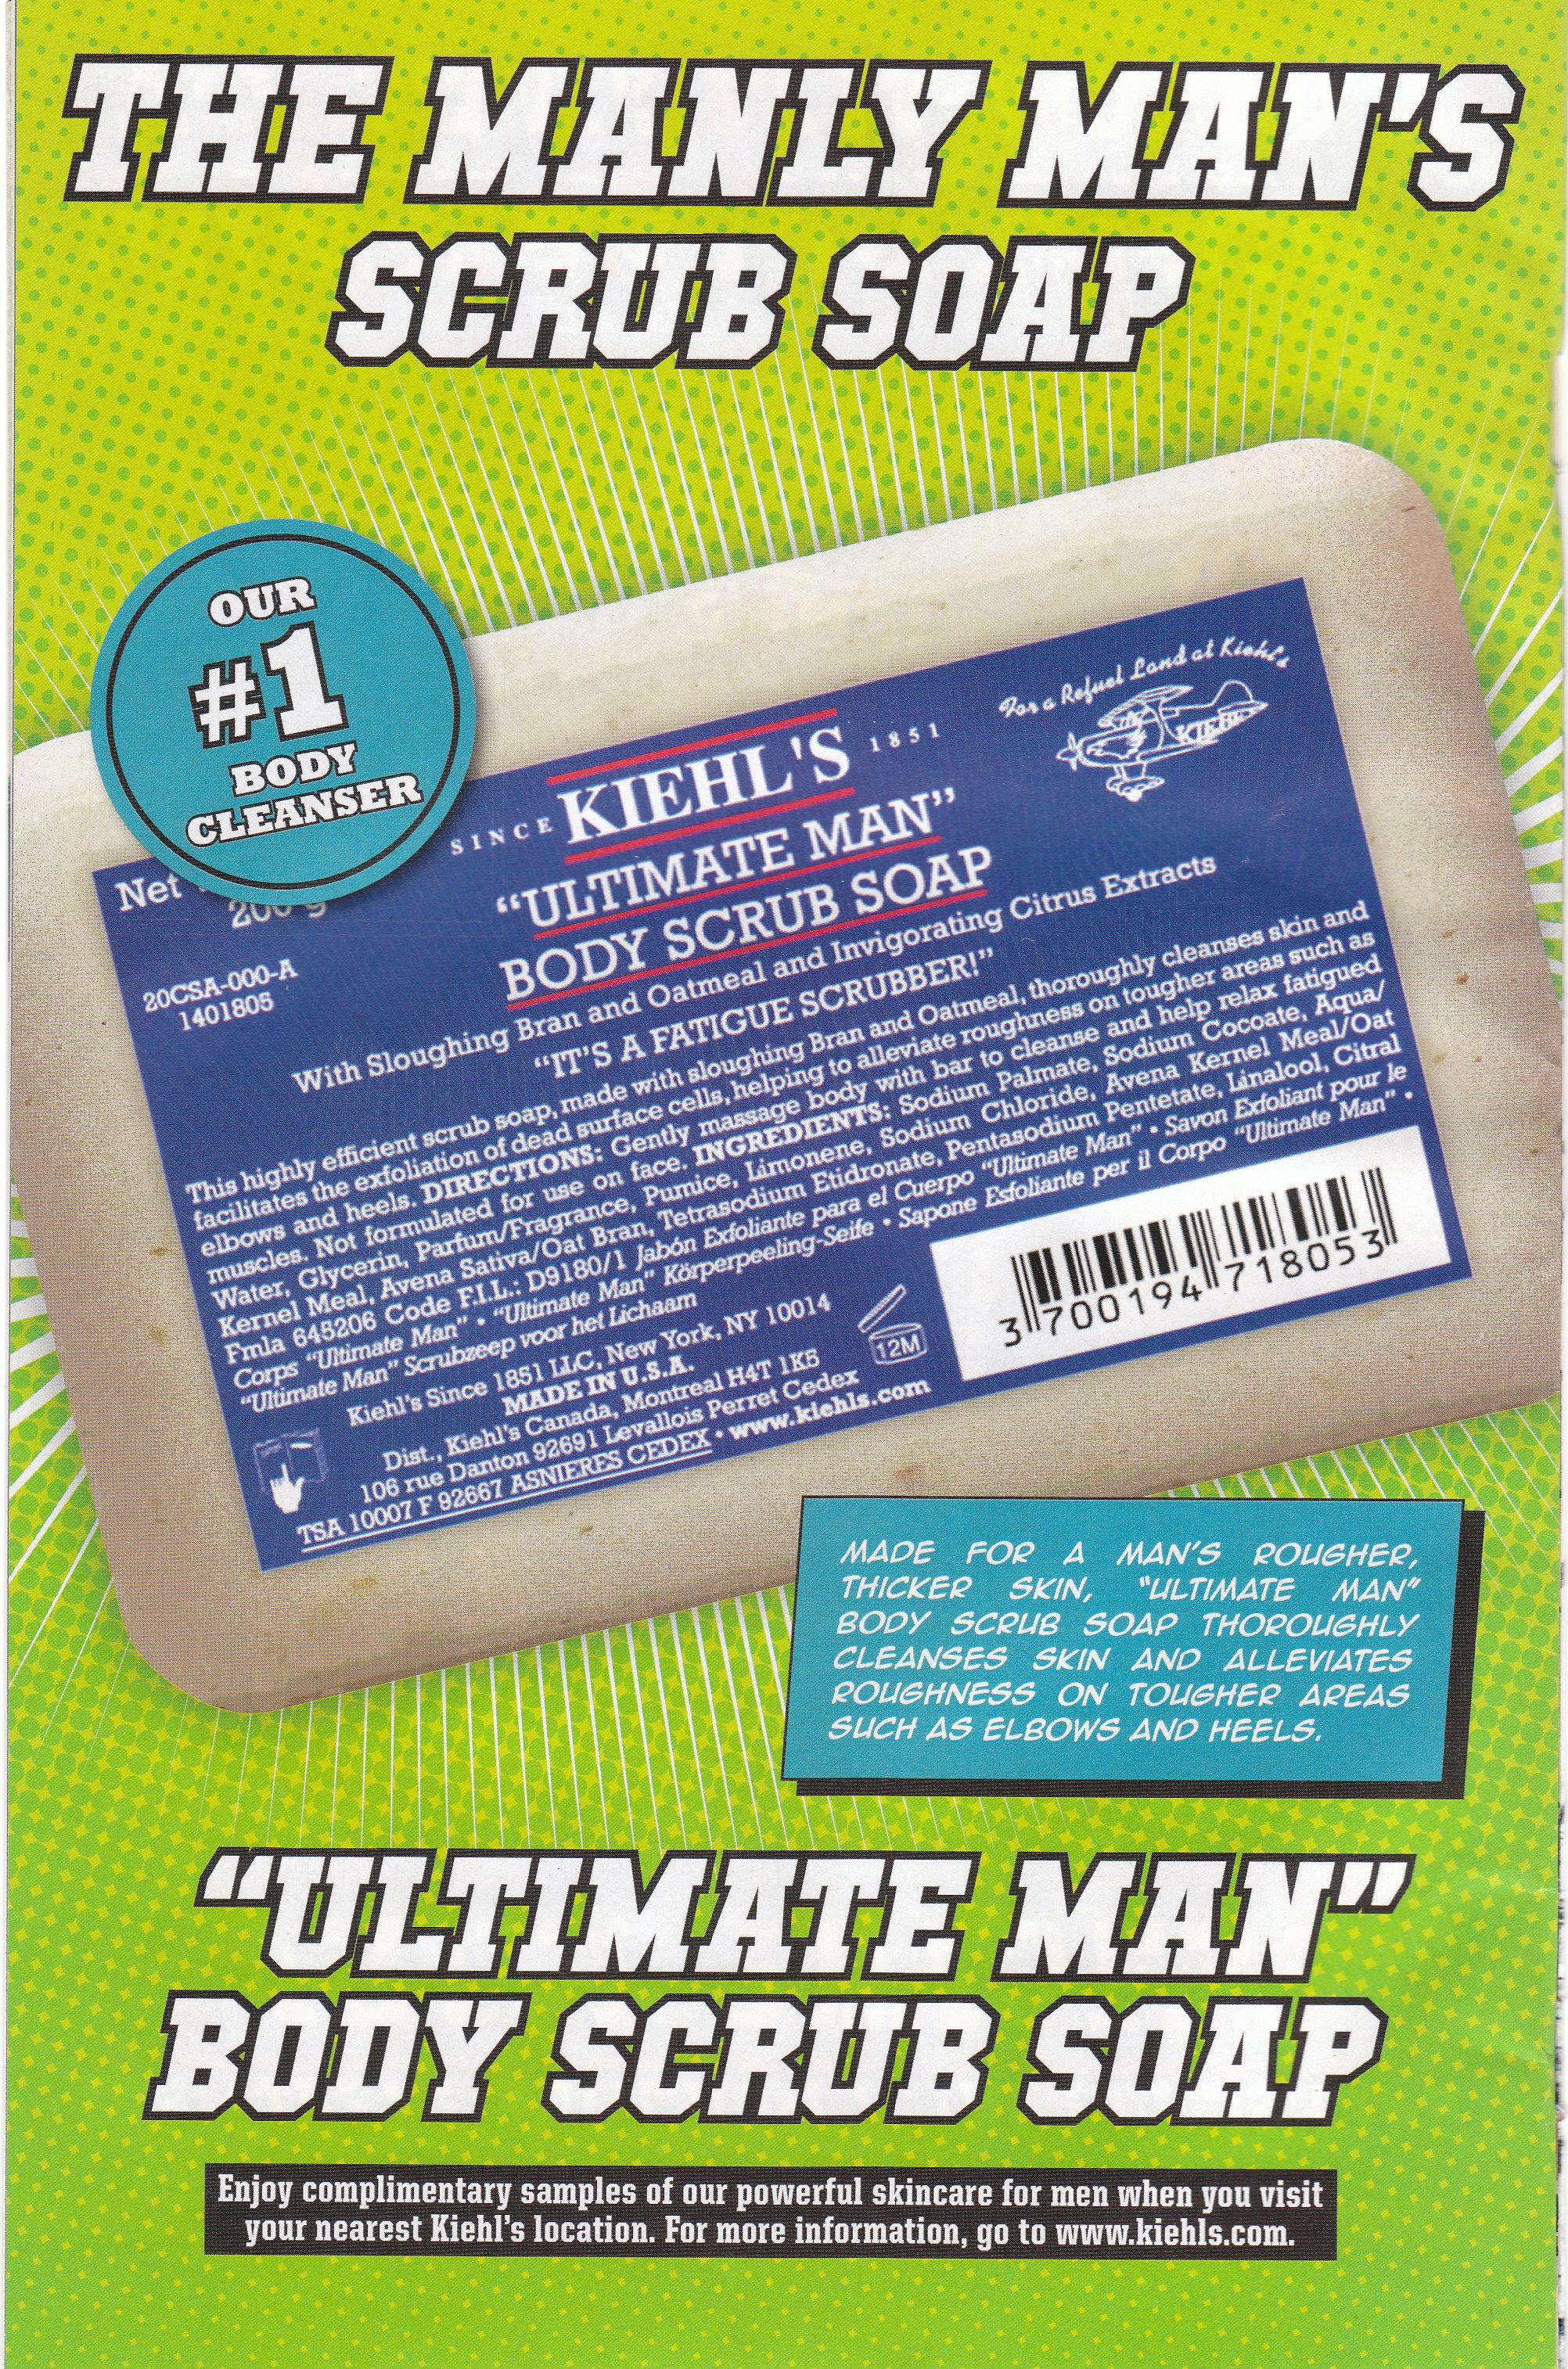 THE MANLY MAN'S
SCRUB SOAP
OUR
#1
BODY
CLEANSER
Net
200 g
20CSA-000-A
1401805
SINCE KIEHL'S 1851
For a Refuel Land at Kiehl's
KIEHL'S
"ULTIMATE MAN"
BODY SCRUB SOAP
With Sloughing Bran and Oatmeal and Invigorating Citrus Extracts
"IT'S A FATIGUE SCRUBBER!"
This highly efficient scrub soap, made with sloughing Bran and Oatmeal, thoroughly cleanses skin and
facilitates the exfoliation of dead surface cells, helping to alleviate roughness on tougher areas such as
elbows and heels. DIRECTIONS: Gently massage body with bar to cleanse and help relax fatigued
muscles. Not formulated for use on face. INGREDIENTS: Sodium Palmate, Sodium Cocoate, Aqua/
Water, Glycerin, Parfum/Fragrance, Pumice, Limonene, Sodium Chloride, Avena Kernel Meal/Oat
Kernel Meal, Avena Sativa/Oat Bran, Tetrasodium Etidronate, Pentasodium Pentetate, Linalool, Citral
Fmla 645206 Code F.I.L.: D9180/1 Jabón Exfoliante para el Cuerpo "Ultimate Man" • Savon Exfoliant pour le
Corps "Ultimate Man" • "Ultimate Man" Körperpeeling-Seife • Sapone Esfoliante per il Corpo "Ultimate Man" •
"Ultimate Man" Scrubzeep voor het Lichaam
Kiehl's Since 1851 LLC, New York, NY 10014
MADE IN U.S.A.
Dist., Kiehl's Canada, Montreal H4T 1K5
106 rue Danton 92691 Levallois Perret Cedex
TSA 10007 F 92667 ASNIERES CEDEX • www.kiehls.com
12M
3 700194 718053
MADE FOR A MAN'S ROUGHER,
THICKER SKIN, "ULTIMATE MAN"
BODY SCRUB SOAP THOROUGHLY
CLEANSES SKIN AND ALLEVIATES
ROUGHNESS ON TOUGHER AREAS
SUCH AS ELBOWS AND HEELS.
"ULTIMATE MAN"
BODY SCRUB SOAP
Enjoy complimentary samples of our powerful skincare for men when you visit
your nearest Kiehl's location. For more information, go to www.kiehls.com.